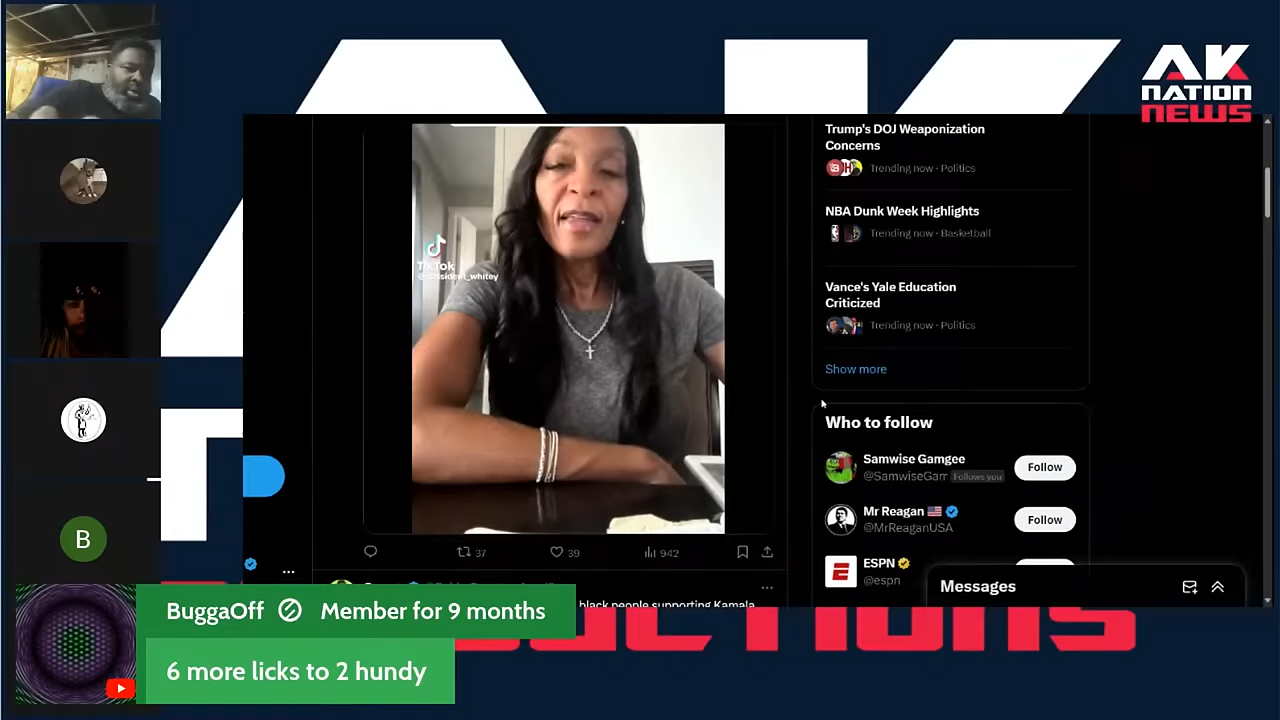 AK
NATION
NEWS
Trump's DOJ Weaponization
Concerns
Trending now · Politics
NBA Dunk Week Highlights
Trending now · Basketball
Vance's Yale Education
Criticized
Trending now · Politics
Show more
TikTok
Who to follow
Samwise Gamgee
@SamwiseGam Follows you
Follow
Mr Reagan
@MrReaganUSA
Follow
ESPN
@espn
37
39
942
Messages
black people supporting Kamala
B
BuggaOff Member for 9 months
6 more licks to 2 hundy